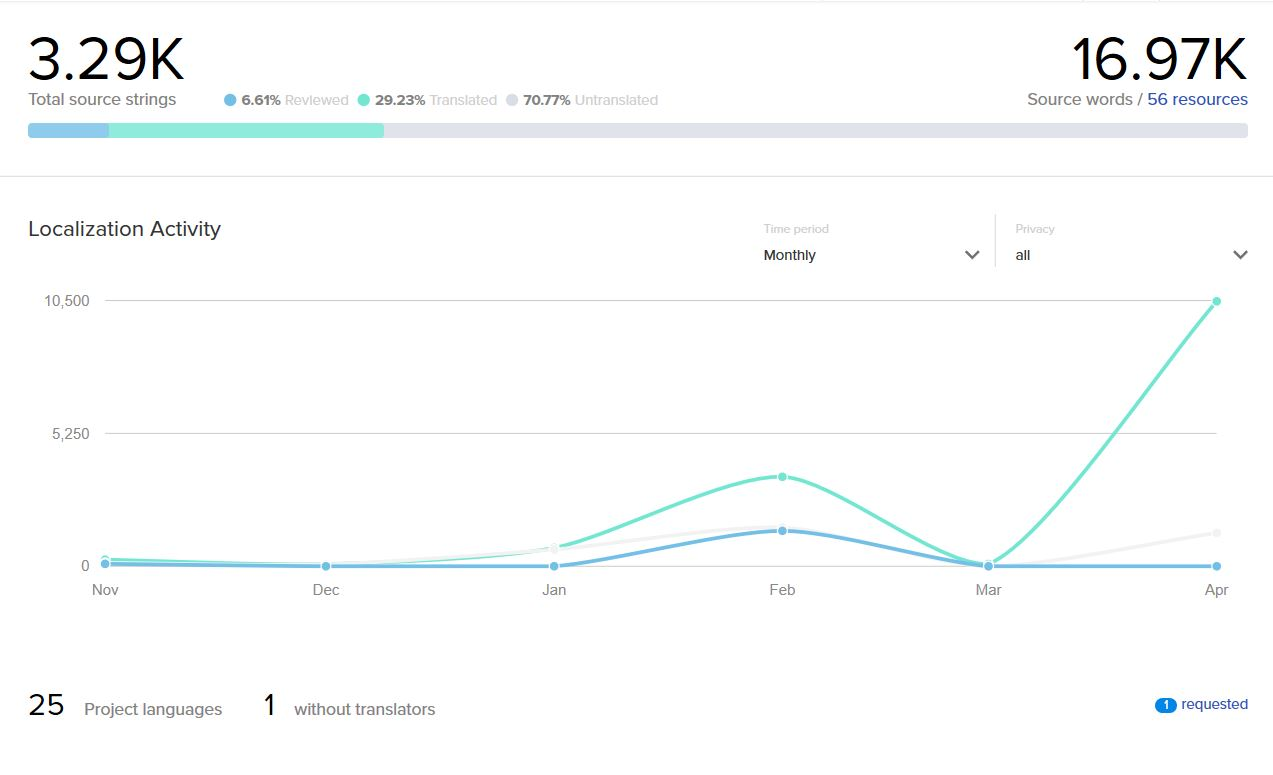 3.29K
16.97K
Total source strings
6.61% Reviewed 29.23% Translated 70.77% Untranslated
Source words / 56 resources
Localization Activity
Time period
Monthly
Privacy
all
10,500
5,250
0
Nov Dec Jan Feb Mar Apr
25 Project languages 1 without translators
1 requested